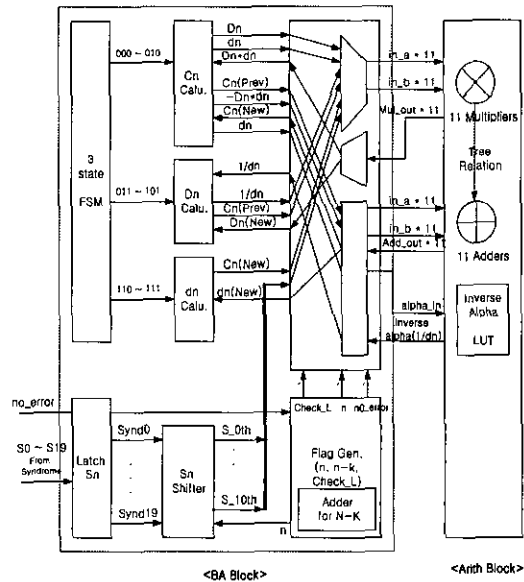 3
state
FSM
000 ~ 010
011 ~ 101
110 ~ 111
Cn
Calu.
Dn
Calu.
dn
Calu.
Dn
dn
Dn*dn
Cn(Prev)
-Dn*dn
Cn(New)
dn
1/dn
1/dn
Cn(Prev)
Dn(New)
Cn(New)
dn(New)
in_a * 11
in_b * 11
Mul_out * 11
11 Multipliers
Tree
Relation
in_a * 11
in_b * 11
Add_out * 11
11 Adders
alpha_in
inverse
alpha(1/dn)
Inverse
Alpha
LUT
no_error
S0 ~ S19
From
Syndrome
Latch
Sn
Synd0
Synd19
Sn
Shifter
S_0th
S_10th
n
Check_L n n0_error
Flag Gen.
(n, n-k,
Check_L)
Adder
for N-K
<BA Block>
<Arith Block>